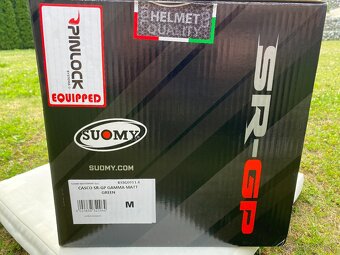 HELMET
QUALITY
PINLOCK
EQUIPPED
SUOMY
SUOMY.COM
SR-GP
CASCO SR-GP GAMMA MATT
GREEN
M